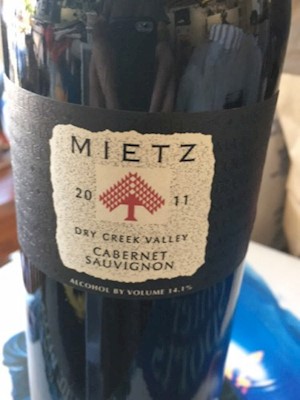 MIETZ
20 11
DRY CREEK VALLEY
CABERNET
SAUVIGNON
ALCOHOL BY VOLUME 14.1%